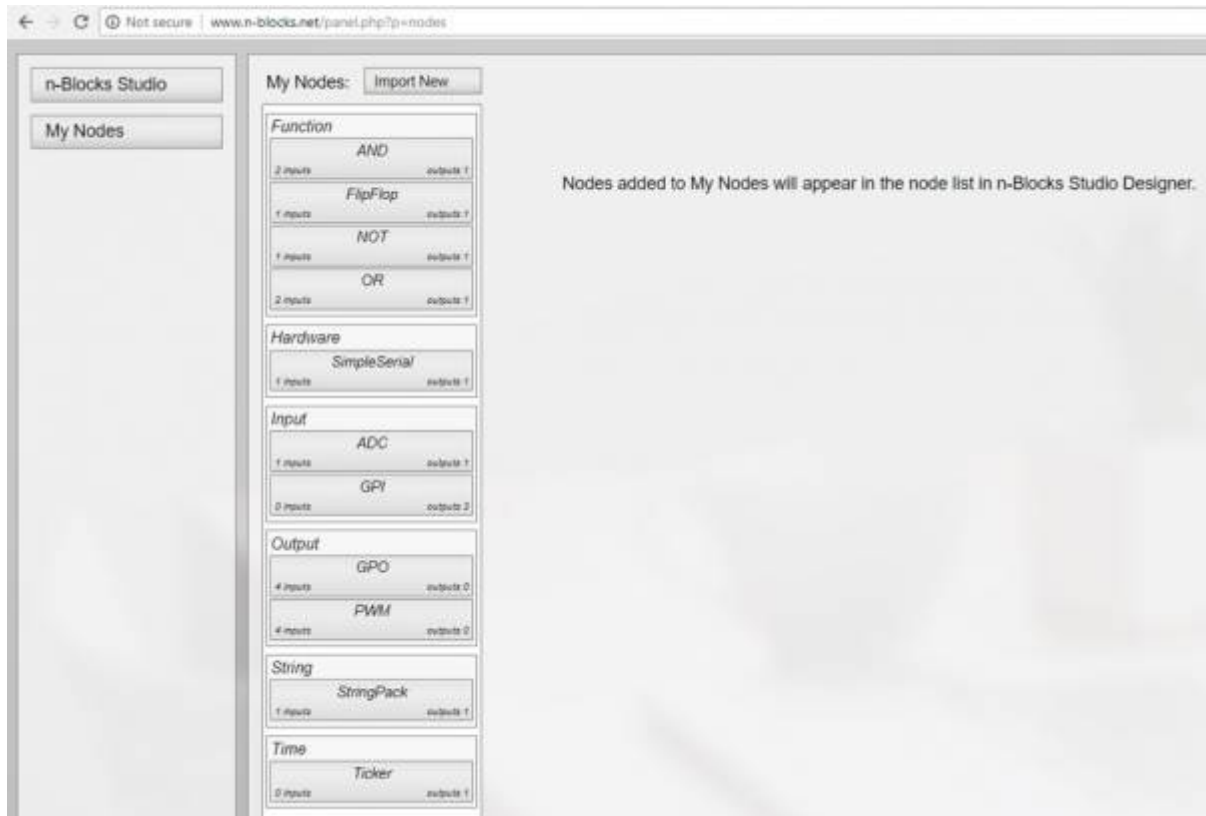 Not secure | www.n-blocks.net/panel.php?p=nodes
n-Blocks Studio
My Nodes
My Nodes: Import New
Function
AND
2 inputs outputs 1
FlipFlop
1 inputs outputs 1
NOT
1 inputs outputs 1
OR
2 inputs outputs 1
Hardware
SimpleSerial
1 inputs outputs 1
Input
ADC
1 inputs outputs 1
GPI
0 inputs outputs 2
Output
GPO
4 inputs outputs 0
PWM
4 inputs outputs 0
String
StringPack
1 inputs outputs 1
Time
Ticker
0 inputs outputs 1
Nodes added to My Nodes will appear in the node list in n-Blocks Studio Designer.